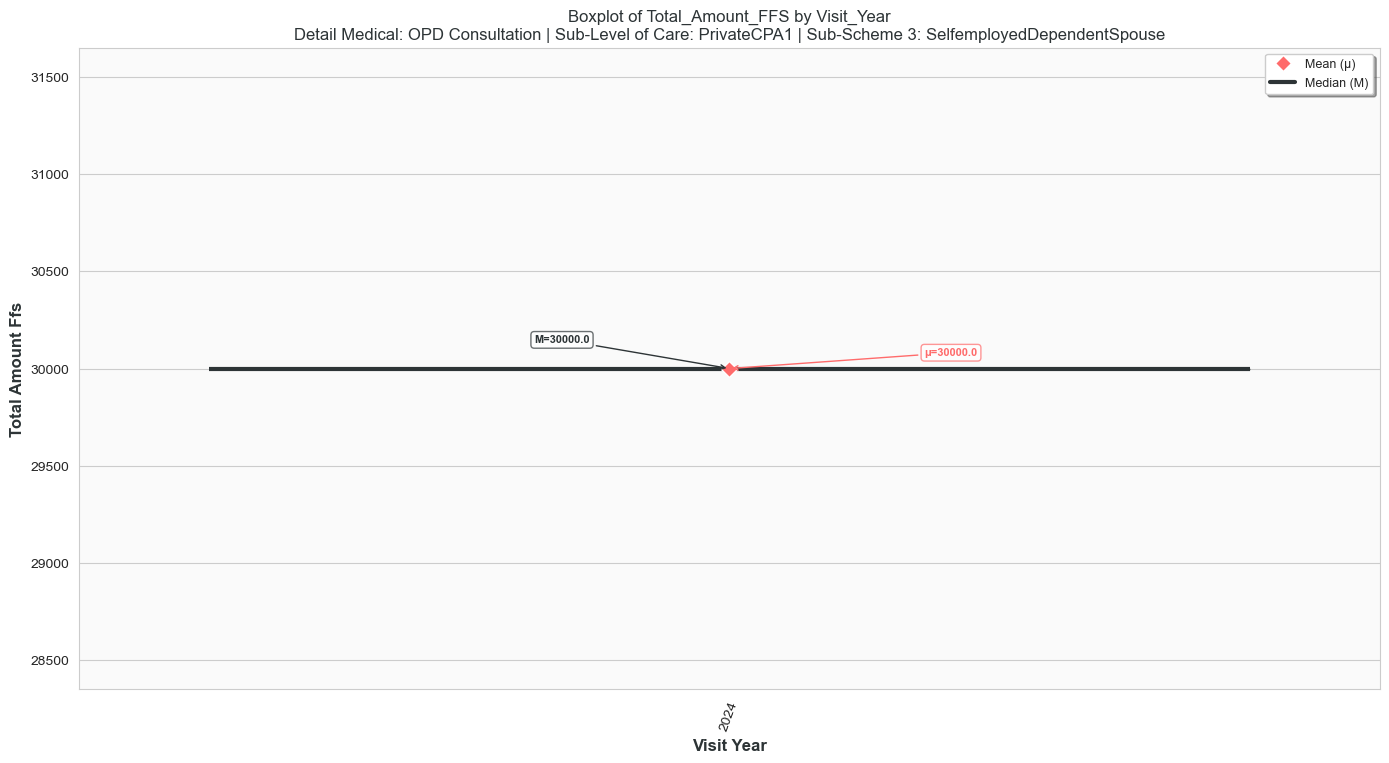 Boxplot of Total_Amount_FFS by Visit_Year
Detail Medical: OPD Consultation | Sub-Level of Care: PrivateCPA1 | Sub-Scheme 3: SelfemployedDependentSpouse
Mean (μ)
Median (M)
31500
31000
30500
30000
29500
29000
28500
Total Amount Ffs
M=30000.0
μ=30000.0
2024
Visit Year